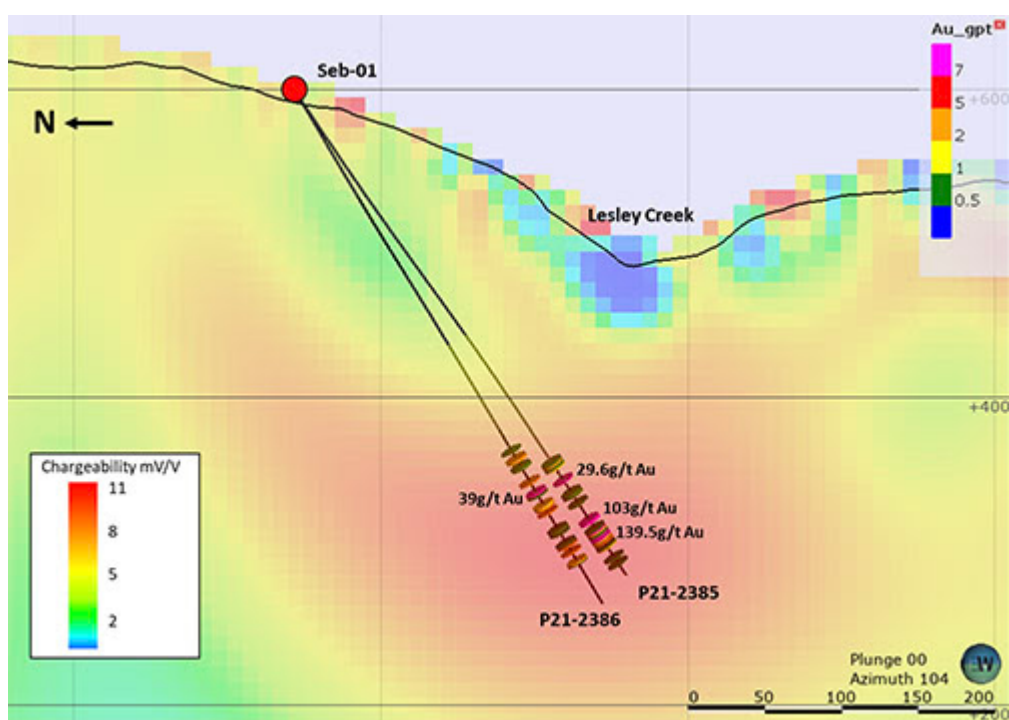 Au_gpt
7
5
2
1
0.5
+600
Seb-01
N
Lesley Creek
+400
29.6g/t Au
39g/t Au
103g/t Au
139.5g/t Au
P21-2385
P21-2386
Chargeability mV/V
11
8
5
2
Plunge 00
Azimuth 104
W
0 50 100 150 200
+200